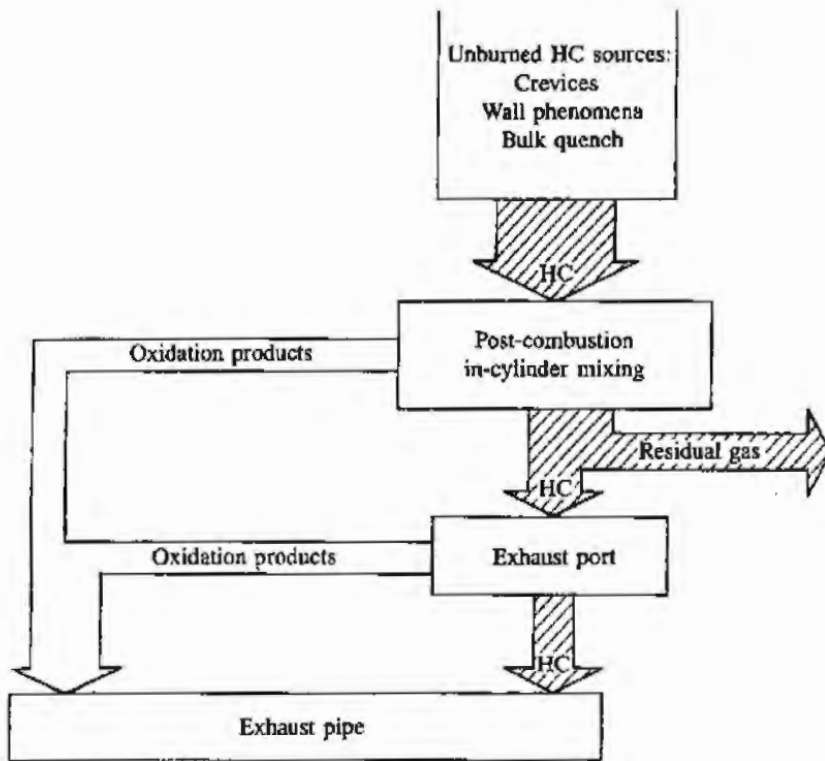 Unburned HC sources:
Crevices
Wall phenomena
Bulk quench
HC
Oxidation products
Post-combustion
in-cylinder mixing
Residual gas
HC
Oxidation products
Exhaust port
HC
Exhaust pipe